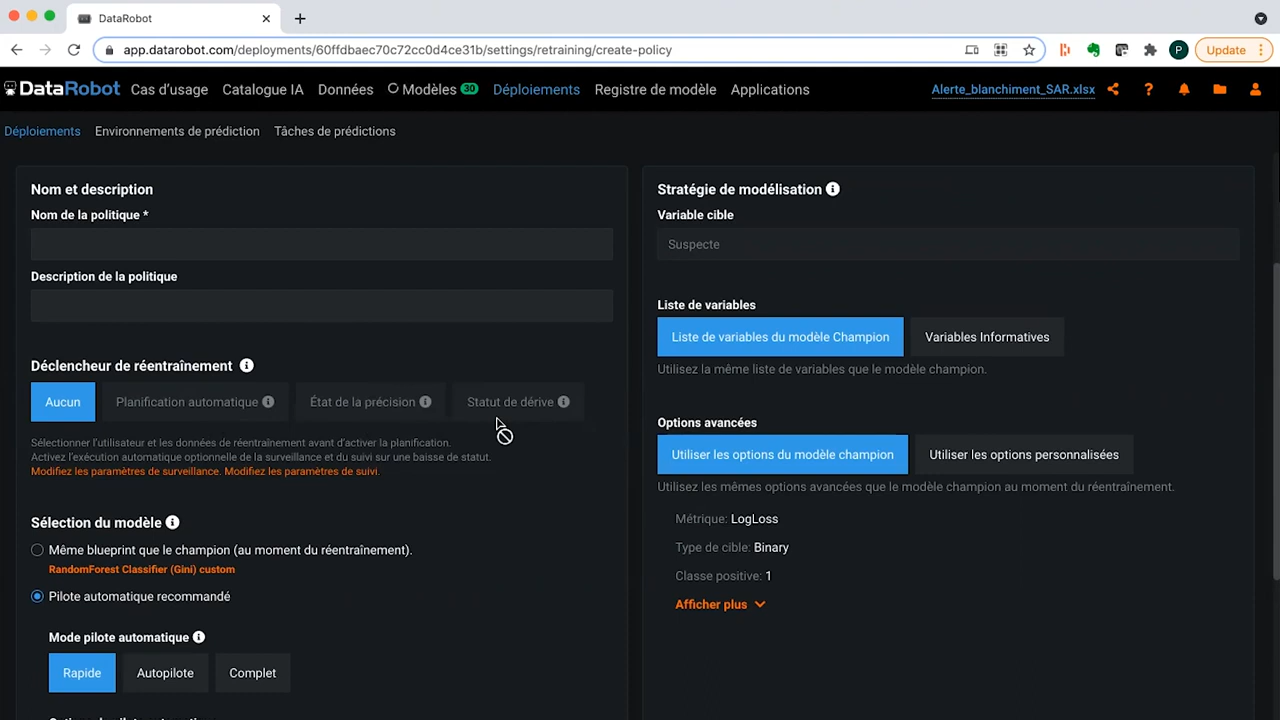 DataRobot
app.datarobot.com/deployments/60ffdbaec70c72cc0d4ce31b/settings/retraining/create-policy
P
Update
DataRobot
Cas d'usage
Catalogue IA
Données
Modèles 30
Déploiements
Registre de modèle
Applications
Alerte_blanchiment_SAR.xlsx
Déploiements
Environnements de prédiction
Tâches de prédictions
Nom et description
Nom de la politique *
Description de la politique
Déclencheur de réentraînement
Aucun
Planification automatique
État de la précision
Statut de dérive
Sélectionner l'utilisateur et les données de réentraînement avant d'activer la planification.
Activez l'exécution automatique optionnelle de la surveillance et du suivi sur une baisse de statut.
Modifiez les paramètres de surveillance. Modifiez les paramètres de suivi.
Sélection du modèle
Même blueprint que le champion (au moment du réentraînement).
RandomForest Classifier (Gini) custom
Pilote automatique recommandé
Mode pilote automatique
Rapide
Autopilote
Complet
Stratégie de modélisation
Variable cible
Suspecte
Liste de variables
Liste de variables du modèle Champion
Variables Informatives
Utilisez la même liste de variables que le modèle champion.
Options avancées
Utiliser les options du modèle champion
Utiliser les options personnalisées
Utilisez les mêmes options avancées que le modèle champion au moment du réentraînement.
Métrique: LogLoss
Type de cible: Binary
Classe positive: 1
Afficher plus